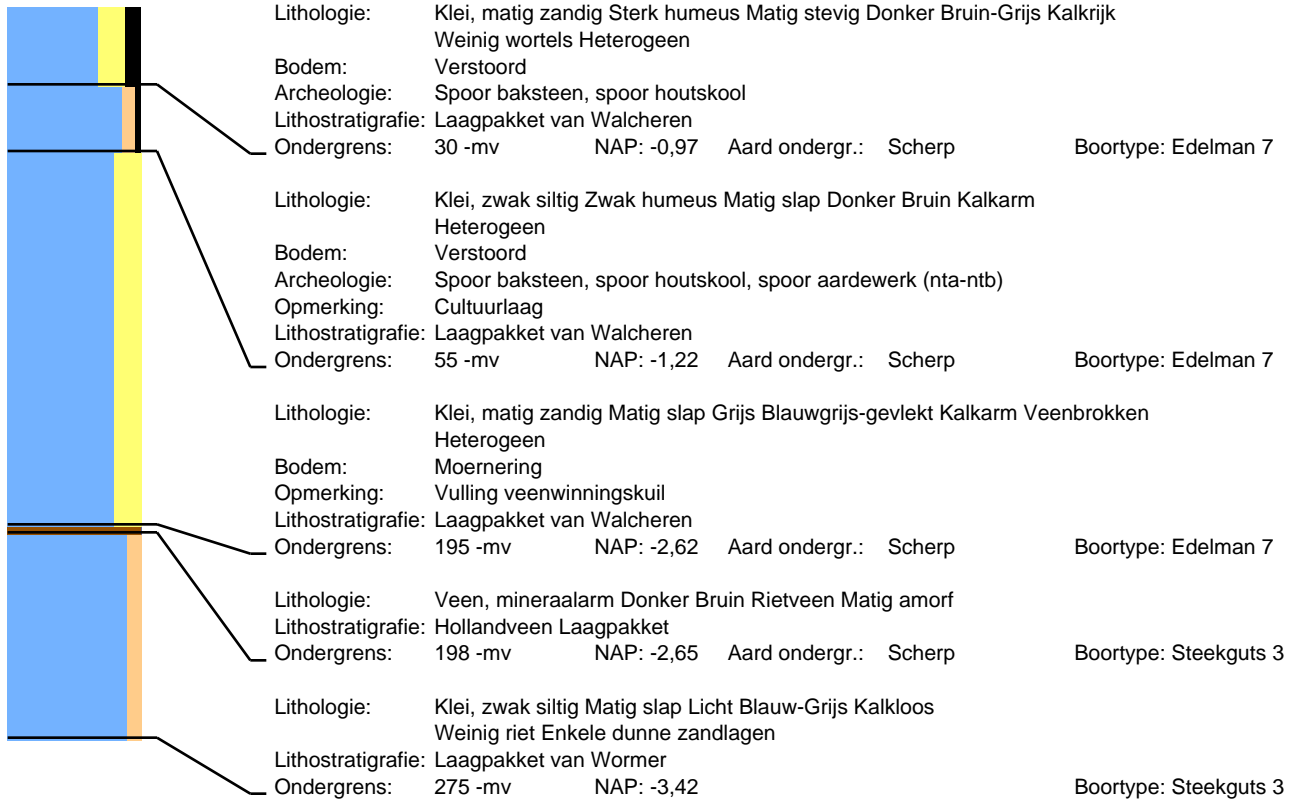 Lithologie: Klei, matig zandig Sterk humeus Matig stevig Donker Bruin-Grijs Kalkrijk
Weinig wortels Heterogeen
Bodem: Verstoord
Archeologie: Spoor baksteen, spoor houtskool
Lithostratigrafie: Laagpakket van Walcheren
Ondergrens: 30 -mv NAP: -0,97 Aard ondergr.: Scherp Boortype: Edelman 7
Lithologie: Klei, zwak siltig Zwak humeus Matig slap Donker Bruin Kalkarm
Heterogeen
Bodem: Verstoord
Archeologie: Spoor baksteen, spoor houtskool, spoor aardewerk (nta-ntb)
Opmerking: Cultuurlaag
Lithostratigrafie: Laagpakket van Walcheren
Ondergrens: 55 -mv NAP: -1,22 Aard ondergr.: Scherp Boortype: Edelman 7
Lithologie: Klei, matig zandig Matig slap Grijs Blauwgrijs-gevlekt Kalkarm Veenbrokken
Heterogeen
Bodem: Moernering
Opmerking: Vulling veenwinningskuil
Lithostratigrafie: Laagpakket van Walcheren
Ondergrens: 195 -mv NAP: -2,62 Aard ondergr.: Scherp Boortype: Edelman 7
Lithologie: Veen, mineraalarm Donker Bruin Rietveen Matig amorf
Lithostratigrafie: Hollandveen Laagpakket
Ondergrens: 198 -mv NAP: -2,65 Aard ondergr.: Scherp Boortype: Steekguts 3
Lithologie: Klei, zwak siltig Matig slap Licht Blauw-Grijs Kalkloos
Weinig riet Enkele dunne zandlagen
Lithostratigrafie: Laagpakket van Wormer
Ondergrens: 275 -mv NAP: -3,42 Boortype: Steekguts 3